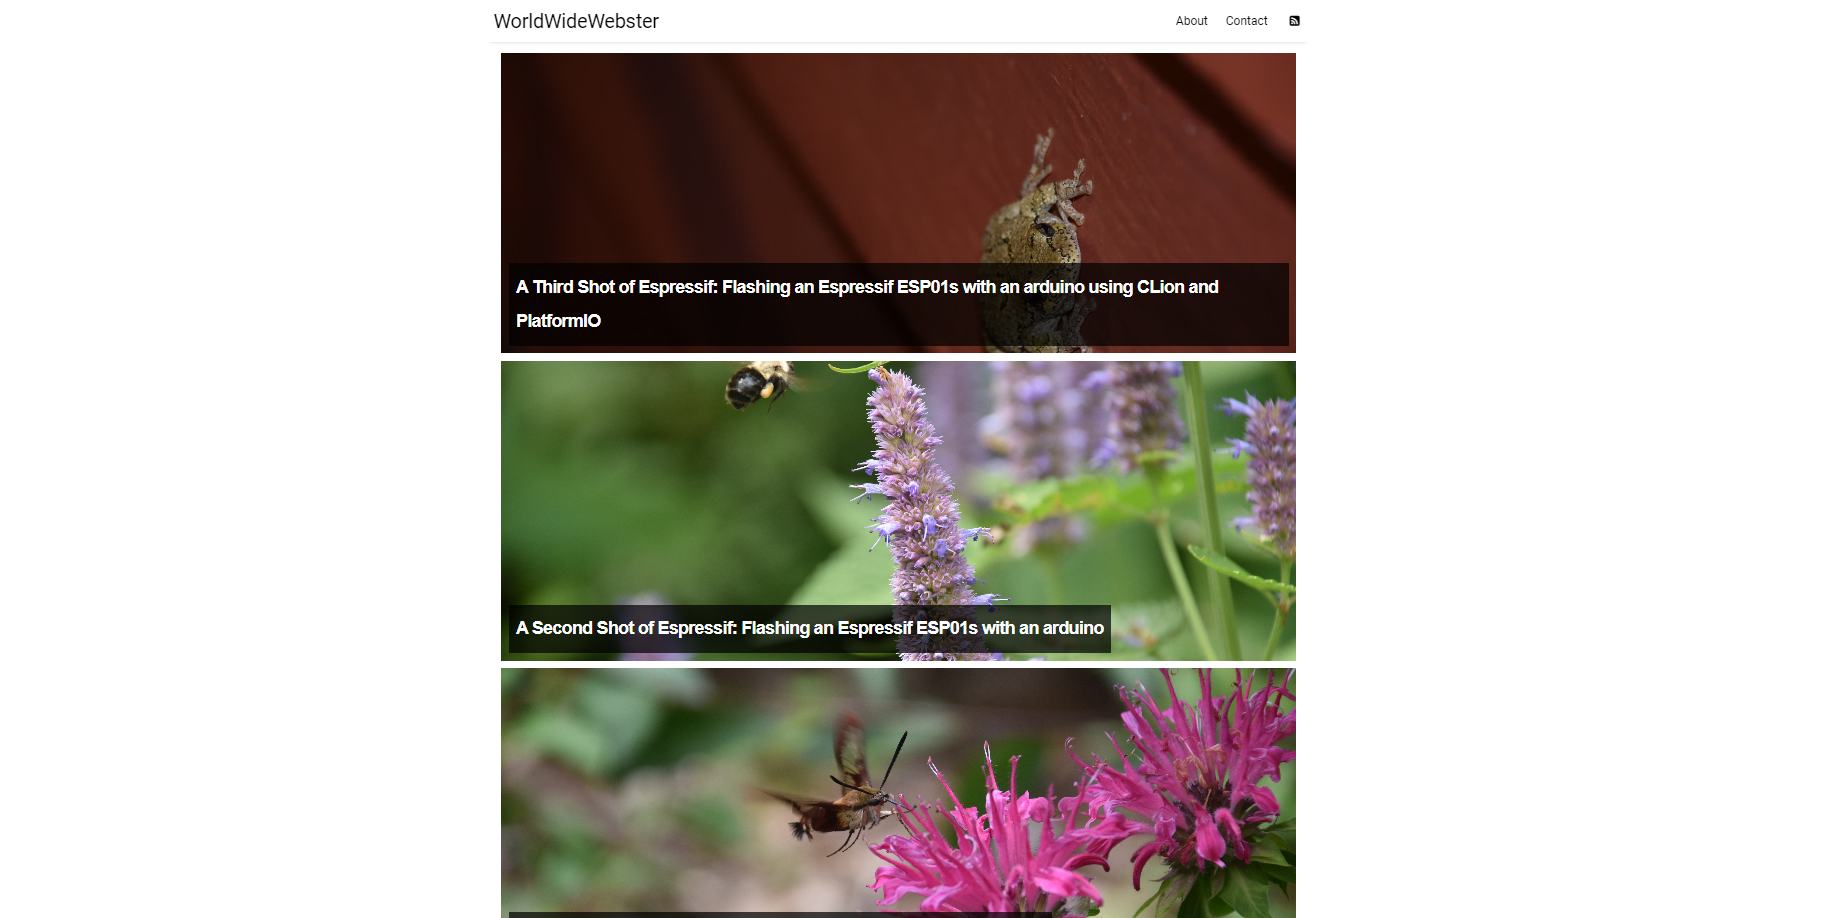 WorldWideWebster
About Contact
A Third Shot of Espressif: Flashing an Espressif ESP01s with an arduino using CLion and
PlatformIO
A Second Shot of Espressif: Flashing an Espressif ESP01s with an arduino